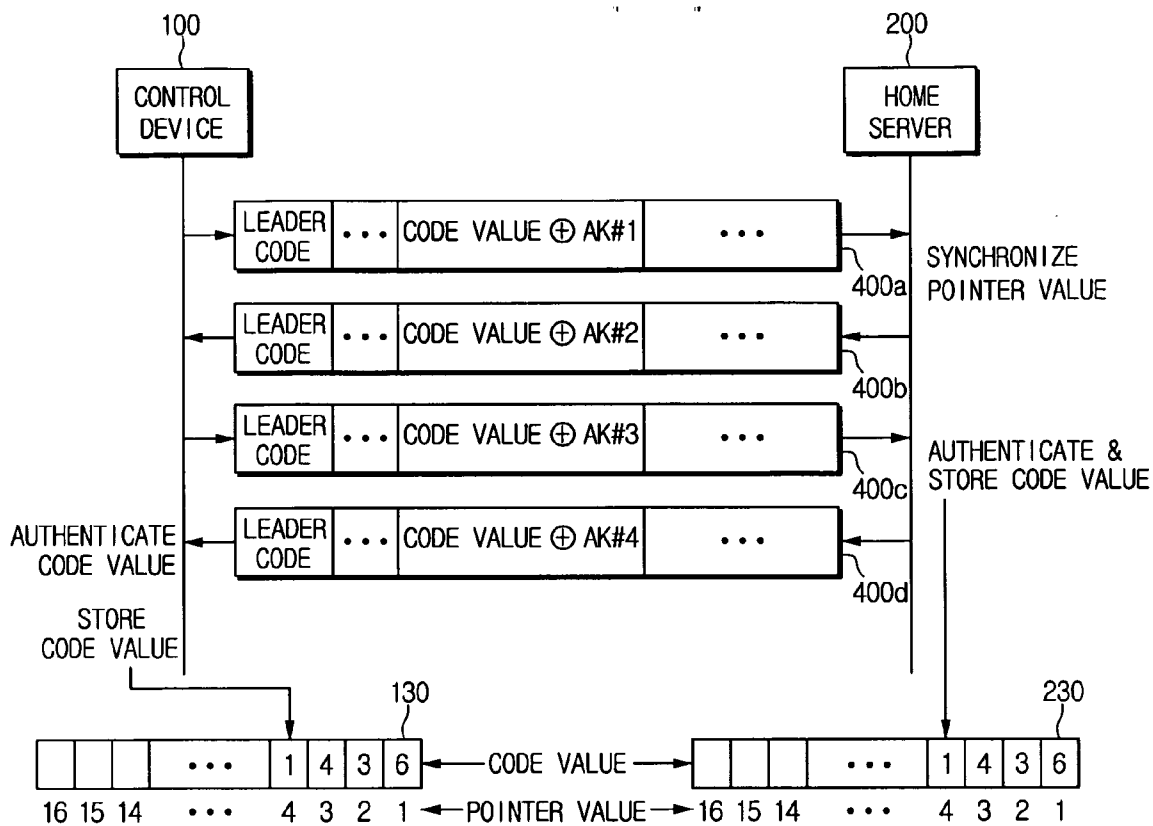 100
200
CONTROL
DEVICE
HOME
SERVER
LEADER
CODE
•••
CODE VALUE ⊕ AK#1
•••
400a
SYNCHRONIZE
POINTER VALUE
LEADER
CODE
•••
CODE VALUE ⊕ AK#2
•••
400b
LEADER
CODE
•••
CODE VALUE ⊕ AK#3
•••
400c
AUTHENTICATE &
STORE CODE VALUE
LEADER
CODE
•••
CODE VALUE ⊕ AK#4
•••
400d
AUTHENTICATE
CODE VALUE
STORE
CODE VALUE
130
230
••• 1 4 3 6
CODE VALUE
••• 1 4 3 6
16 15 14 ••• 4 3 2 1
POINTER VALUE
16 15 14 ••• 4 3 2 1